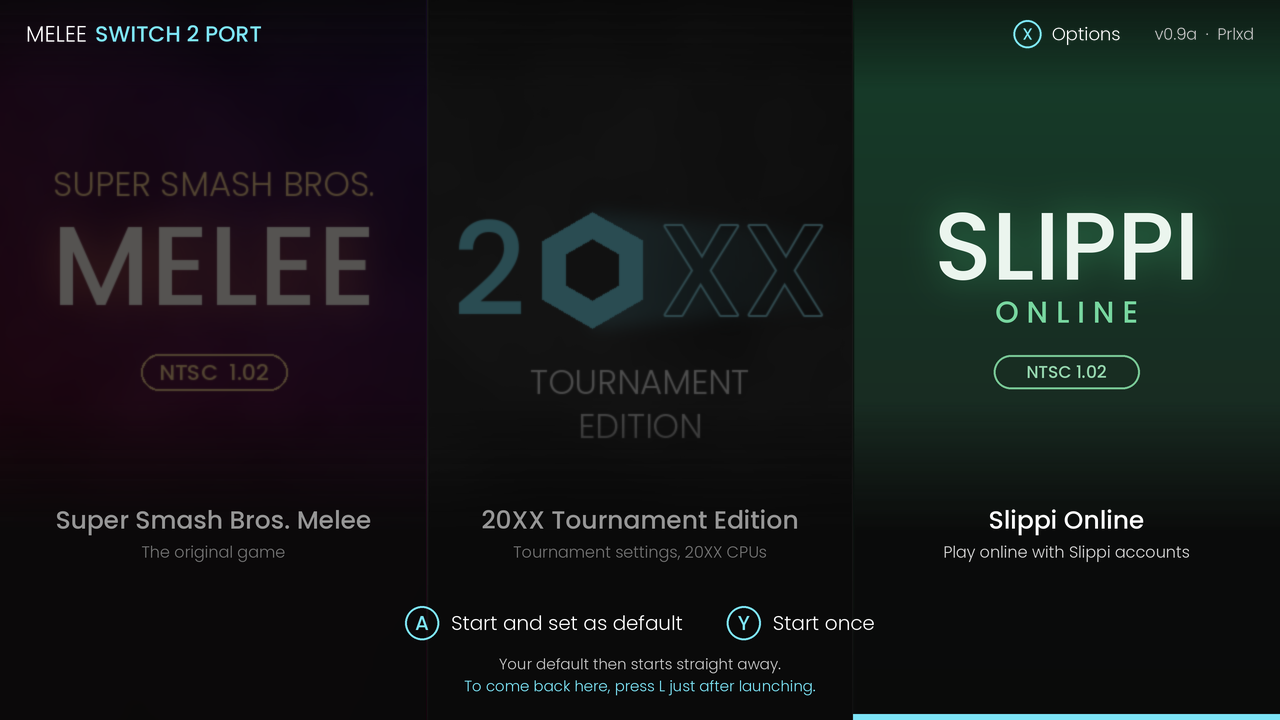 MELEE SWITCH 2 PORT
X Options
v0.9a · Prlxd
SUPER SMASH BROS.
MELEE
NTSC 1.02
Super Smash Bros. Melee
The original game
20XX
TOURNAMENT
EDITION
20XX Tournament Edition
Tournament settings, 20XX CPUs
SLIPPI
ONLINE
NTSC 1.02
Slippi Online
Play online with Slippi accounts
A Start and set as default
Y Start once
Your default then starts straight away.
To come back here, press L just after launching.